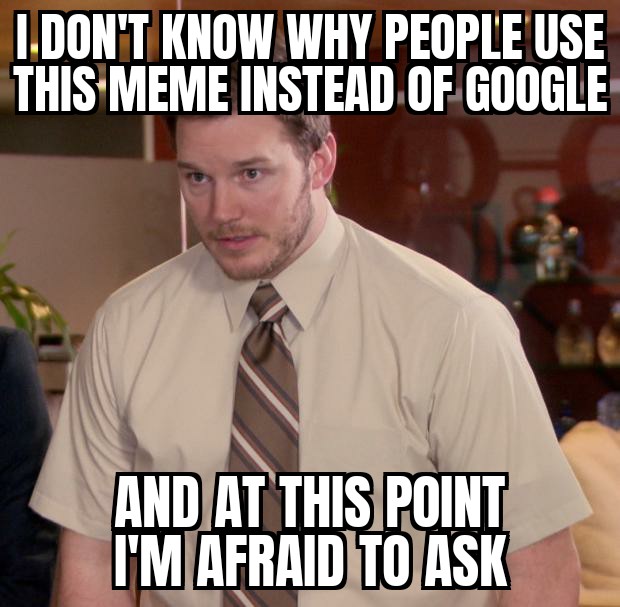 I DON'T KNOW WHY PEOPLE USE
THIS MEME INSTEAD OF GOOGLE
AND AT THIS POINT
I'M AFRAID TO ASK